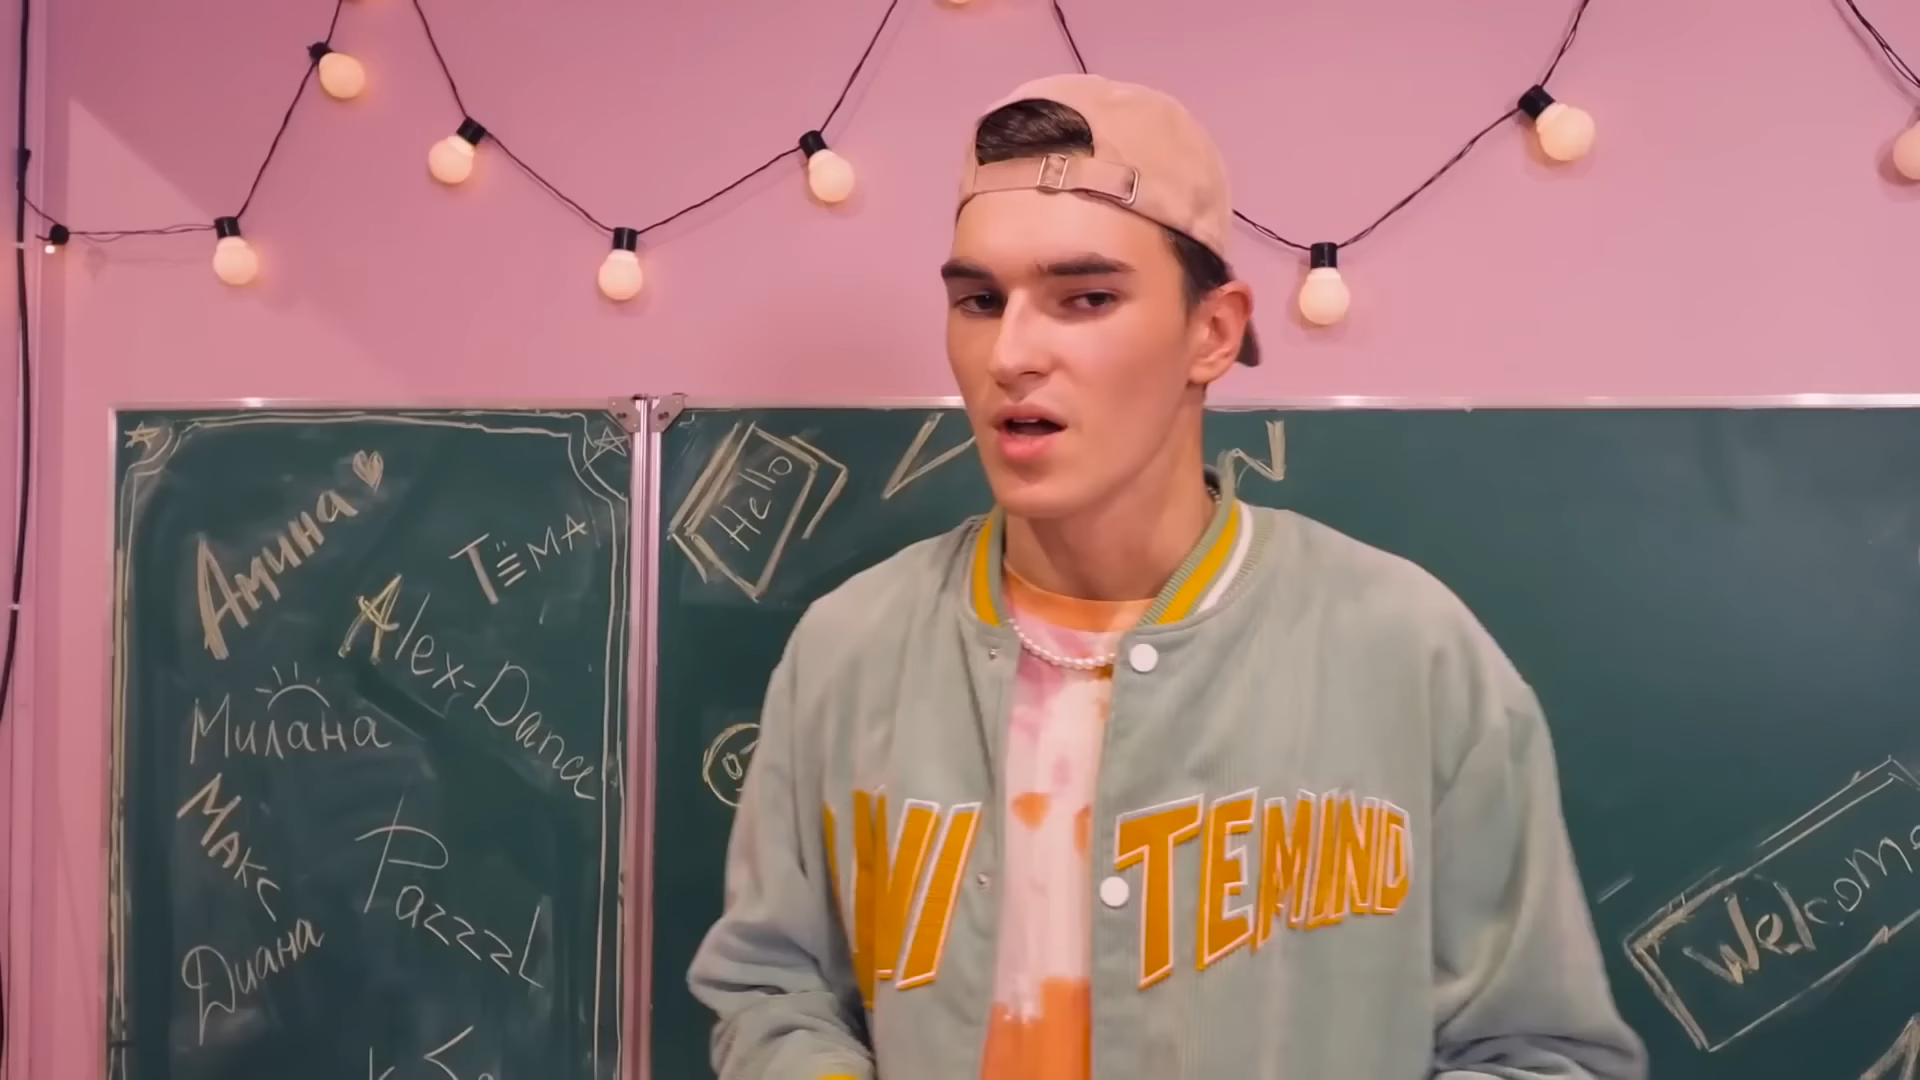 Амина
ТЁМА
Alex-Dance
Милана
Макс
Pazzzl
Диана
Hello
TEMIND
Welcome